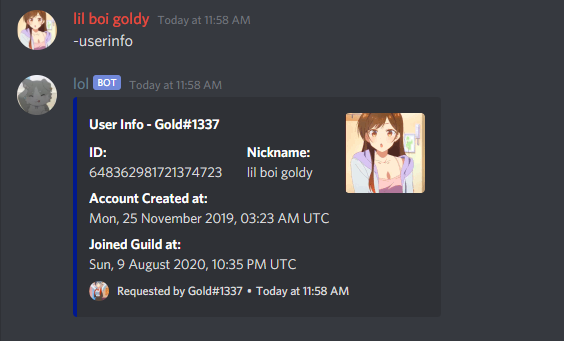 lil boi goldy Today at 11:58 AM
-userinfo
lol BOT Today at 11:58 AM
User Info - Gold#1337
ID: Nickname:
648362981721374723 lil boi goldy
Account Created at:
Mon, 25 November 2019, 03:23 AM UTC
Joined Guild at:
Sun, 9 August 2020, 10:35 PM UTC
Requested by Gold#1337 • Today at 11:58 AM